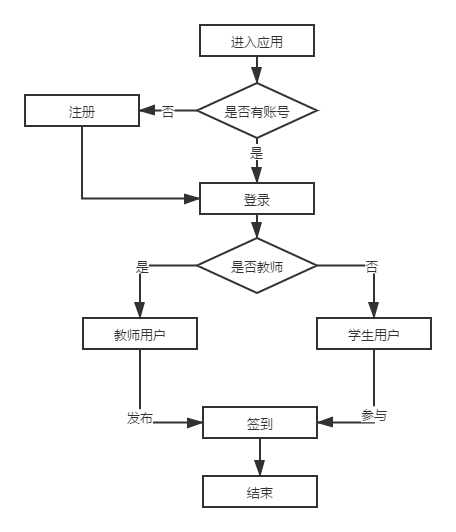 进入应用
是否有账号
否
注册
是
登录
是否教师
是
否
教师用户
学生用户
发布
参与
签到
结束